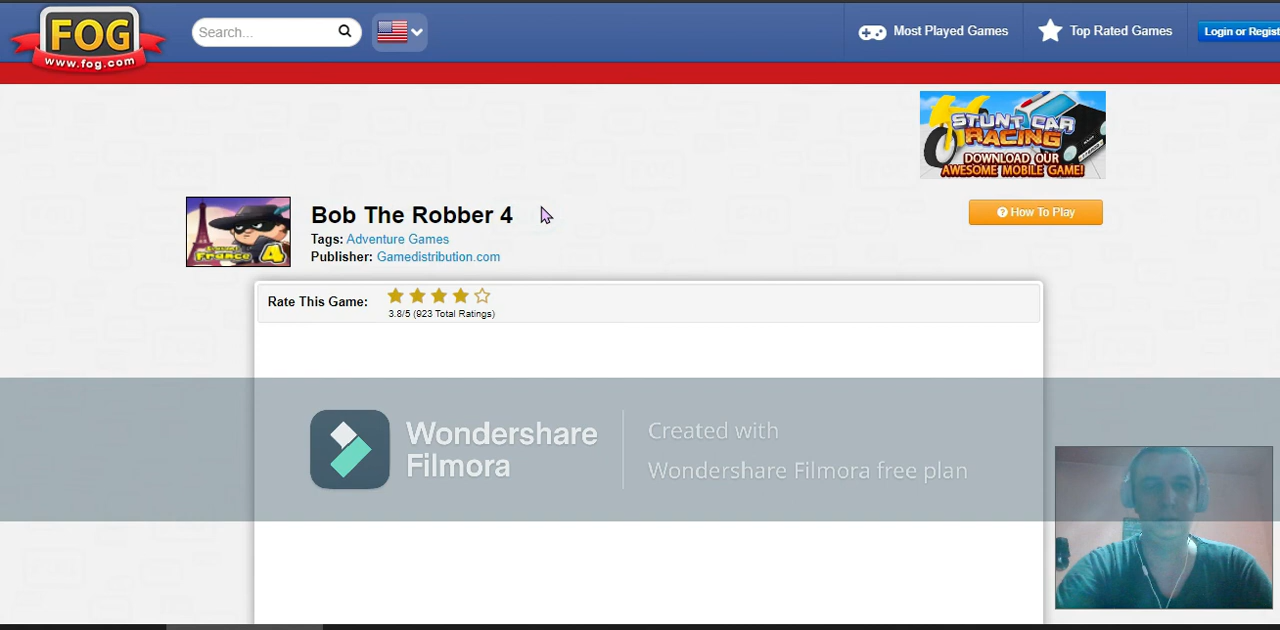 FOG
www.fog.com
Search...
Most Played Games
Top Rated Games
Login or Regist
STUNT CAR
RACING
DOWNLOAD OUR
AWESOME MOBILE GAME!
Bob The Robber 4
Tags: Adventure Games
Publisher: Gamedistribution.com
How To Play
France
4
Rate This Game:
3.8/5 (923 Total Ratings)
Wondershare
Filmora
Created with
Wondershare Filmora free plan